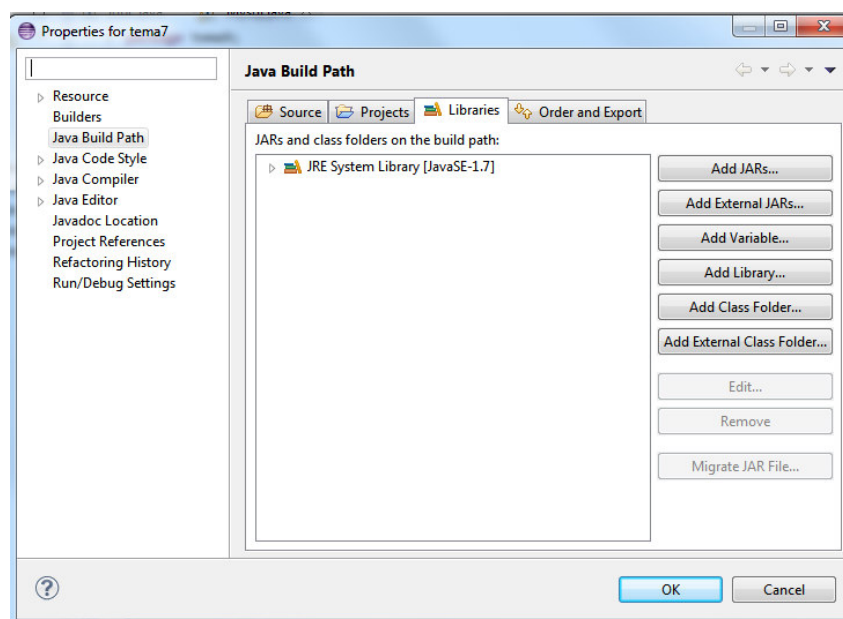 Properties for tema7
Java Build Path
Resource
Builders
Java Build Path
Java Code Style
Java Compiler
Java Editor
Javadoc Location
Project References
Refactoring History
Run/Debug Settings
Source
Projects
Libraries
Order and Export
JARs and class folders on the build path:
JRE System Library [JavaSE-1.7]
Add JARs...
Add External JARs...
Add Variable...
Add Library...
Add Class Folder...
Add External Class Folder...
Edit...
Remove
Migrate JAR File...
?
OK
Cancel